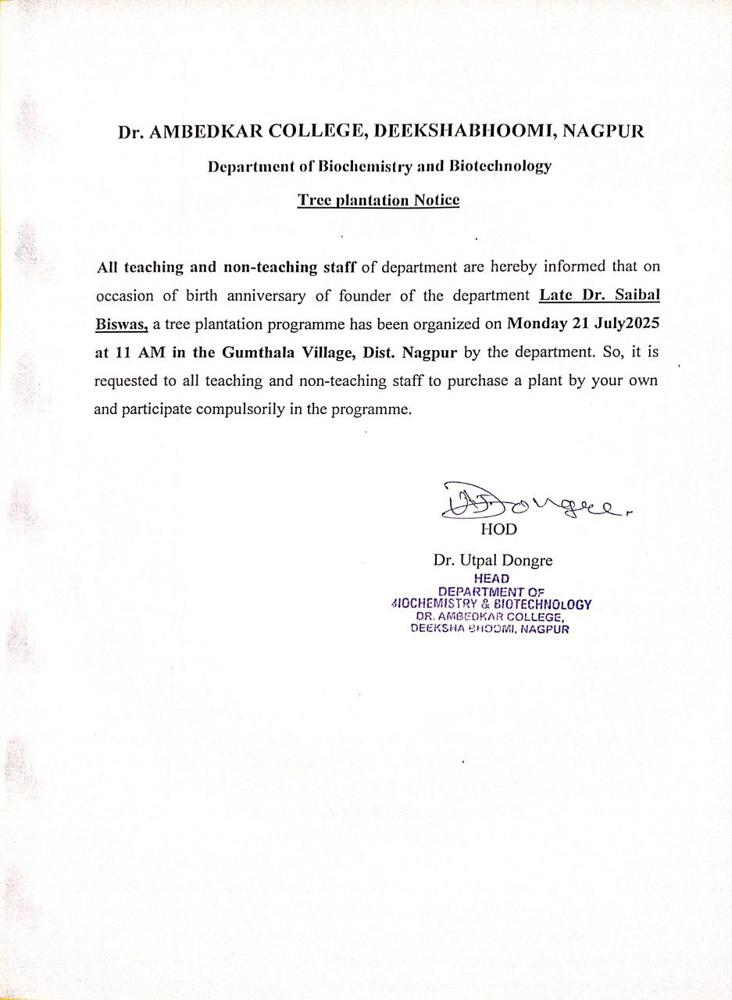 Dr. AMBEDKAR COLLEGE, DEEKSHABHOOMI, NAGPUR
Department of Biochemistry and Biotechnology
Tree plantation Notice
All teaching and non-teaching staff of department are hereby informed that on
occasion of birth anniversary of founder of the department Late Dr. Saibal
Biswas, a tree plantation programme has been organized on Monday 21 July2025
at 11 AM in the Gumthala Village, Dist. Nagpur by the department. So, it is
requested to all teaching and non-teaching staff to purchase a plant by your own
and participate compulsorily in the programme.
Dongre.
HOD
Dr. Utpal Dongre
HEAD
DEPARTMENT OF
BIOCHEMISTRY & BIOTECHNOLOGY
DR. AMBEDKAR COLLEGE,
DEEKSHA BHOOMI, NAGPUR